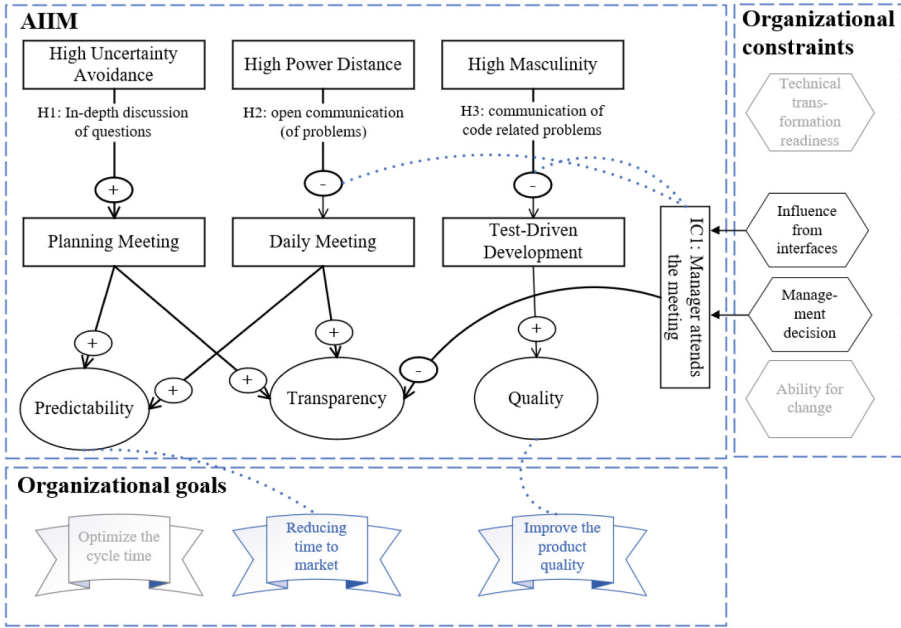 AIIM
Organizational
constraints
High Uncertainty
Avoidance
High Power Distance
High Masculinity
H1: In-depth discussion
of questions
H2: open communication
(of problems)
H3: communication of
code related problems
Technical
trans-
formation
readiness
+
-
-
Planning Meeting
Daily Meeting
Test-Driven
Development
IC1: Manager attends
the meeting
Influence
from
interfaces
Manage-
ment
decision
+
+
+
+
+
-
Predictability
Transparency
Quality
Ability for
change
Organizational goals
Optimize the
cycle time
Reducing
time to
market
Improve the
product
quality